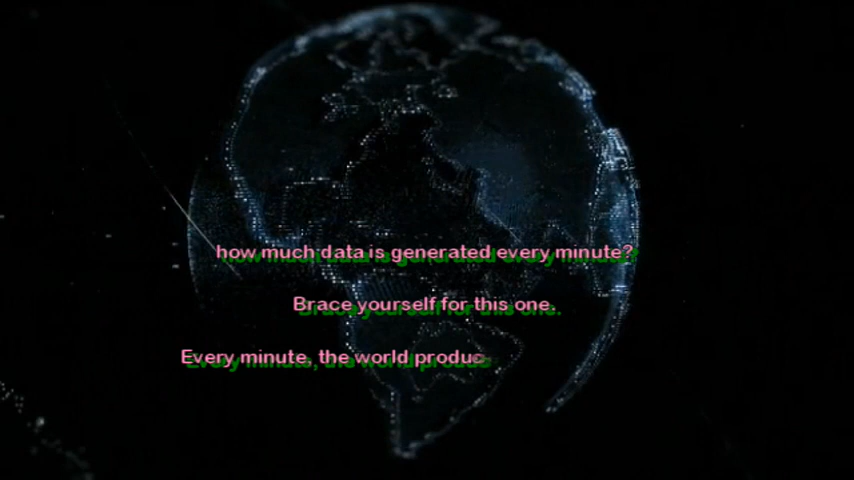 how much data is generated every minute?
Brace yourself for this one.
Every minute, the world produc